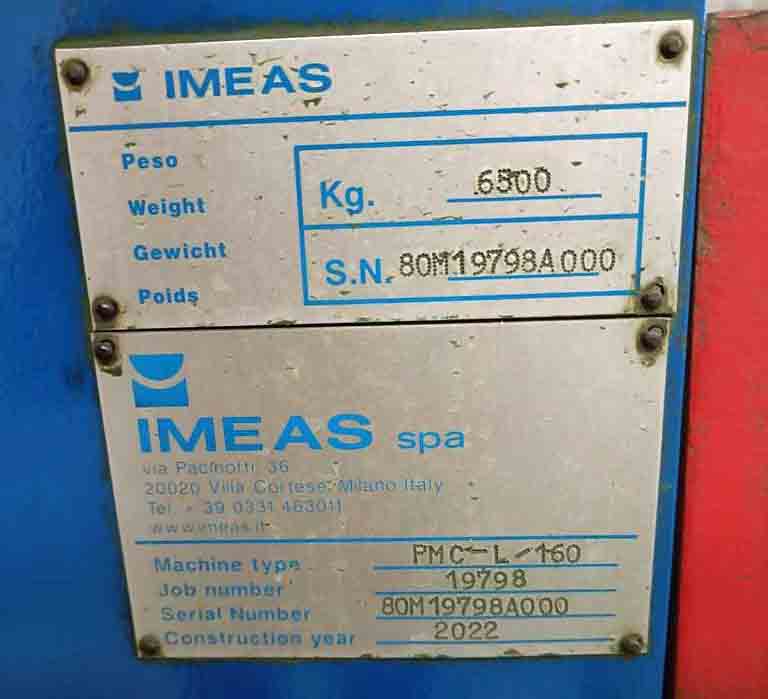 IMEAS
Peso
Weight
Gewicht
Poids
Kg. 6500
S.N. 80M19798A000
IMEAS spa
via Pacinotti 36
20020 Villa Cortese Milano Italy
Tel + 39 0331 463011
www.imeas.it
Machine type PMC-L/160
Job number 19798
Serial Number 80M19798A000
Construction year 2022